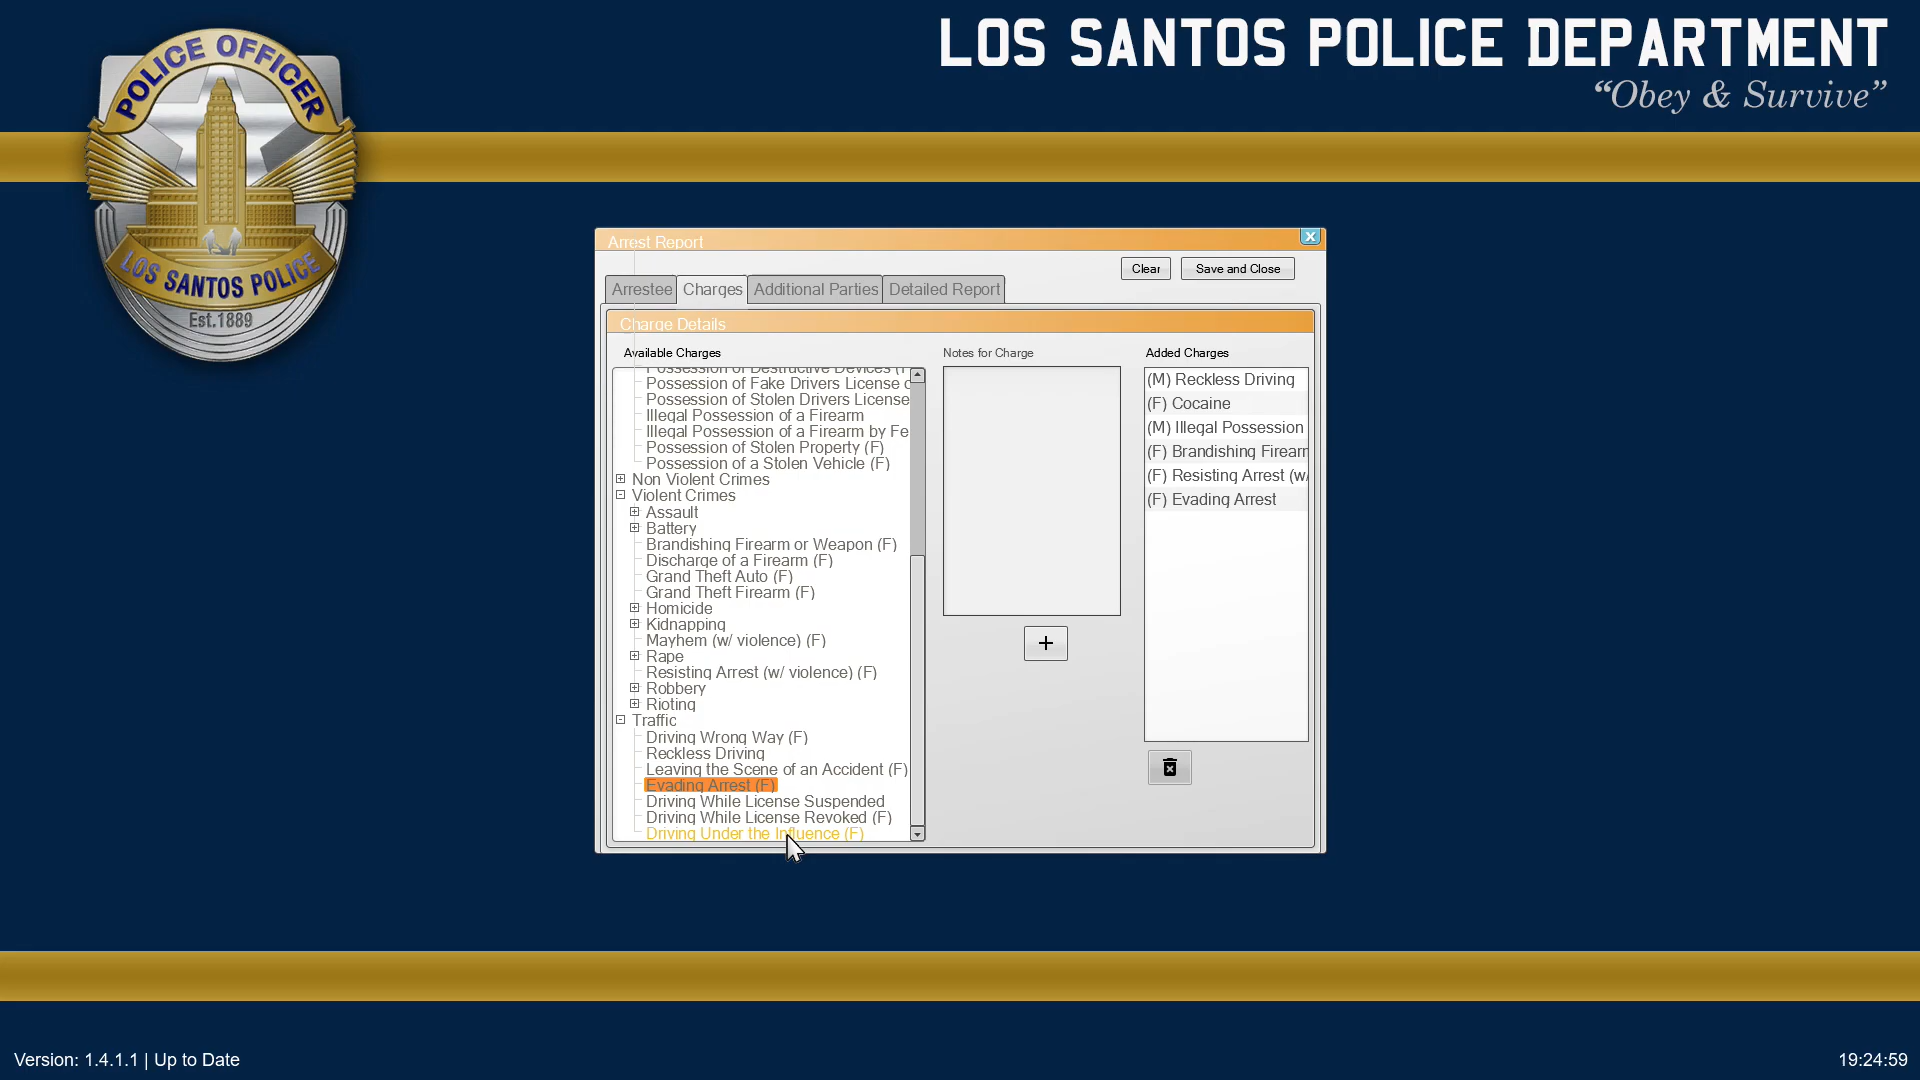 LOS SANTOS POLICE DEPARTMENT
“Obey & Survive”
POLICE OFFICER
LOS SANTOS POLICE
Est.1889
Arrest Report
Clear
Save and Close
Arrestee
Charges
Additional Parties
Detailed Report
Charge Details
Available Charges
Notes for Charge
Added Charges
Possession of Destructive Devices (
Possession of Fake Drivers License
Possession of Stolen Drivers License
Illegal Possession of a Firearm
Illegal Possession of a Firearm by Fe
Possession of Stolen Property (F)
Possession of a Stolen Vehicle (F)
Non Violent Crimes
Violent Crimes
Assault
Battery
Brandishing Firearm or Weapon (F)
Discharge of a Firearm (F)
Grand Theft Auto (F)
Grand Theft Firearm (F)
Homicide
Kidnapping
Mayhem (w/ violence) (F)
Rape
Resisting Arrest (w/ violence) (F)
Robbery
Rioting
Traffic
Driving Wrong Way (F)
Reckless Driving
Leaving the Scene of an Accident (F)
Evading Arrest (F)
Driving While License Suspended
Driving While License Revoked (F)
Driving Under the Influence (F)
(M) Reckless Driving
(F) Cocaine
(M) Illegal Possession
(F) Brandishing Firearm
(F) Resisting Arrest (w/
(F) Evading Arrest
Version: 1.4.1.1 | Up to Date
19:24:59